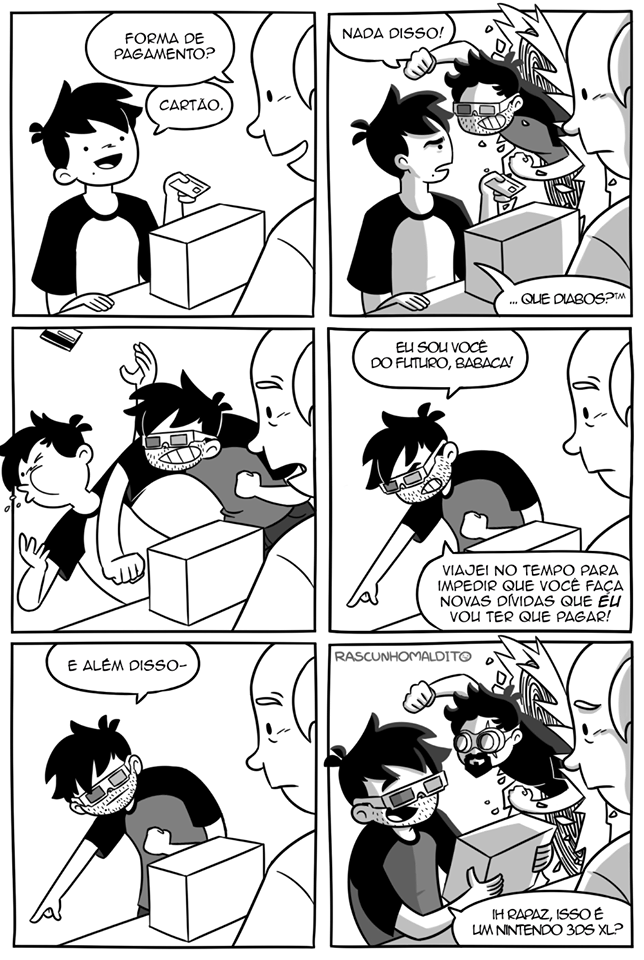 FORMA DE
PAGAMENTO?
CARTÃO.
NADA DISSO!
... QUE DIABOS?™
EU SOU VOCÊ
DO FUTURO, BABACA!
VIAJEI NO TEMPO PARA
IMPEDIR QUE VOCÊ FAÇA
NOVAS DÍVIDAS QUE EU
VOU TER QUE PAGAR!
E ALÉM DISSO-
RASCUNHOMALDITO
IH RAPAZ, ISSO É
UM NINTENDO 3DS XL?